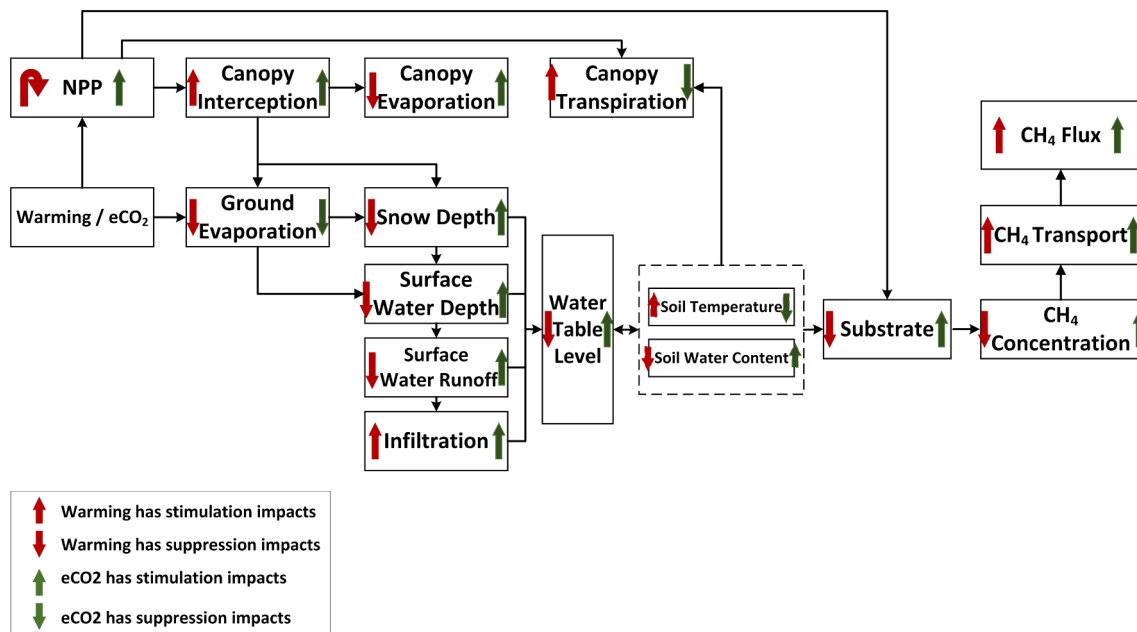 NPP
Canopy
Interception
Canopy
Evaporation
Canopy
Transpiration
CH₄ Flux
Warming / eCO₂
Ground
Evaporation
Snow Depth
CH₄ Transport
Surface
Water Depth
Water
Table
Level
Soil Temperature
Soil Water Content
Substrate
CH₄
Concentration
Surface
Water Runoff
Infiltration
Warming has stimulation impacts
Warming has suppression impacts
eCO2 has stimulation impacts
eCO2 has suppression impacts